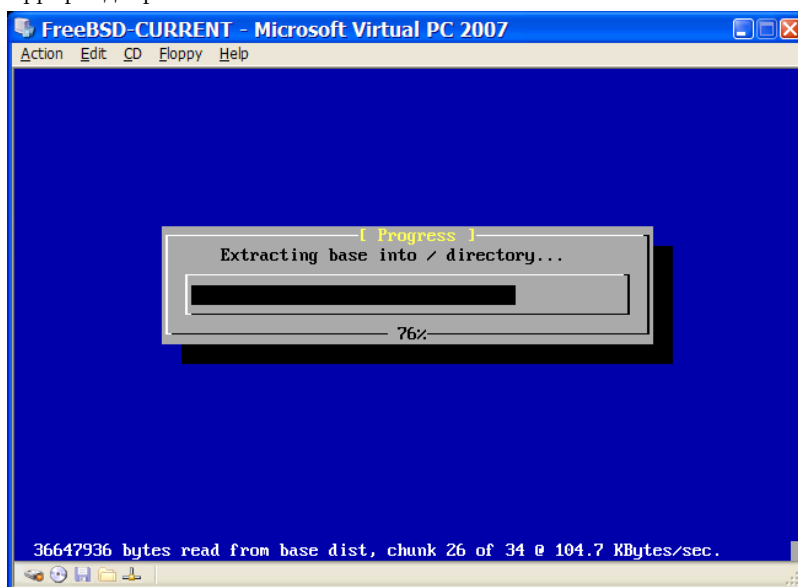 FreeBSD-CURRENT - Microsoft Virtual PC 2007
Action Edit CD Floppy Help
[ Progress ]
Extracting base into / directory...
76%
36647936 bytes read from base dist, chunk 26 of 34 @ 104.7 KBytes/sec.